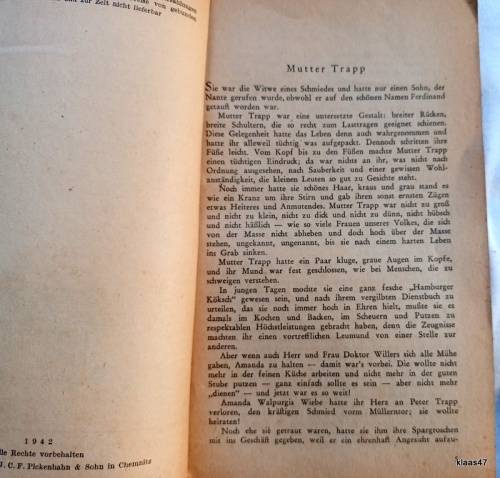 zahlungen
eise von gebunden
und zur Zeit nicht lieferbar
1942
lle Rechte vorbehalten
J. C. F. Pickenhahn & Sohn in Chemnitz
Mutter Trapp
Sie war die Witwe eines Schmiedes und hatte nur einen Sohn, der
Nante gerufen wurde, obwohl er auf den schönen Namen Ferdinand
getauft worden war.
Mutter Trapp war eine untersetzte Gestalt: breiter Rücken,
breite Schultern, die so recht zum Lasttragen geeignet schienen.
Diese Gelegenheit hatte das Leben denn auch wahrgenommen und
hatte ihr alleweil tüchtig was aufgepackt. Dennoch schritten ihre
Füße leicht. Vom Kopf bis zu den Füßen machte Mutter Trapp
einen tüchtigen Eindruck; da war nichts an ihr, was nicht nach
Ordnung ausgesehen, nach Sauberkeit und einer gewissen Wohl-
anständigkeit, die kleinen Leuten so gut zu Gesichte steht.
Noch immer hatte sie schönes Haar, kraus und grau stand es
wie ein Kranz um ihre Stirn und gab ihren sonst ernsten Zügen
etwas Heiteres und Anmutendes. Mutter Trapp war nicht zu groß
und nicht zu klein, nicht zu dick und nicht zu dünn, nicht hübsch
und nicht häßlich — wie so viele Frauen unseres Volkes, die sich
von der Masse nicht abheben und doch hoch über der Masse
stehen, ungekannt, ungenannt, bis sie nach einem harten Leben
ins Grab sinken.
Mutter Trapp hatte ein Paar kluge, graue Augen im Kopfe,
und ihr Mund war fest geschlossen, wie bei Menschen, die zu
schweigen verstehen.
In jungen Tagen mochte sie eine ganz fesche „Hamburger
Köksch“ gewesen sein, und nach ihrem vergilbten Dienstbuch zu
urteilen, das sie noch immer hoch in Ehren hielt, mußte sie es
damals im Kochen und Backen, im Scheuern und Putzen zu
respektablen Höchstleistungen gebracht haben, denn die Zeugnisse
machten ihr einen vortrefflichen Leumund von einer Stelle zur
anderen.
Aber wenn auch Herr und Frau Doktor Willers sich alle Mühe
gaben, Amanda zu halten — damit war's vorbei. Die wollte nicht
mehr in der feinen Küche arbeiten und nicht mehr in der guten
Stube putzen — ganz einfach sollte es sein — aber nicht mehr
„dienen“ — und jetzt war es so weit!
Amanda Walpurgia Wiebe hatte ihr Herz an Peter Trapp
verloren, den kräftigen Schmied vorm Müllerntor; sie wollte
heiraten!
Noch ehe sie getraut waren, hatte sie ihm ihre Spargroschen
mit ins Geschäft gegeben, weil er ein ehrenhaft Angesicht aufzu-
klaas47